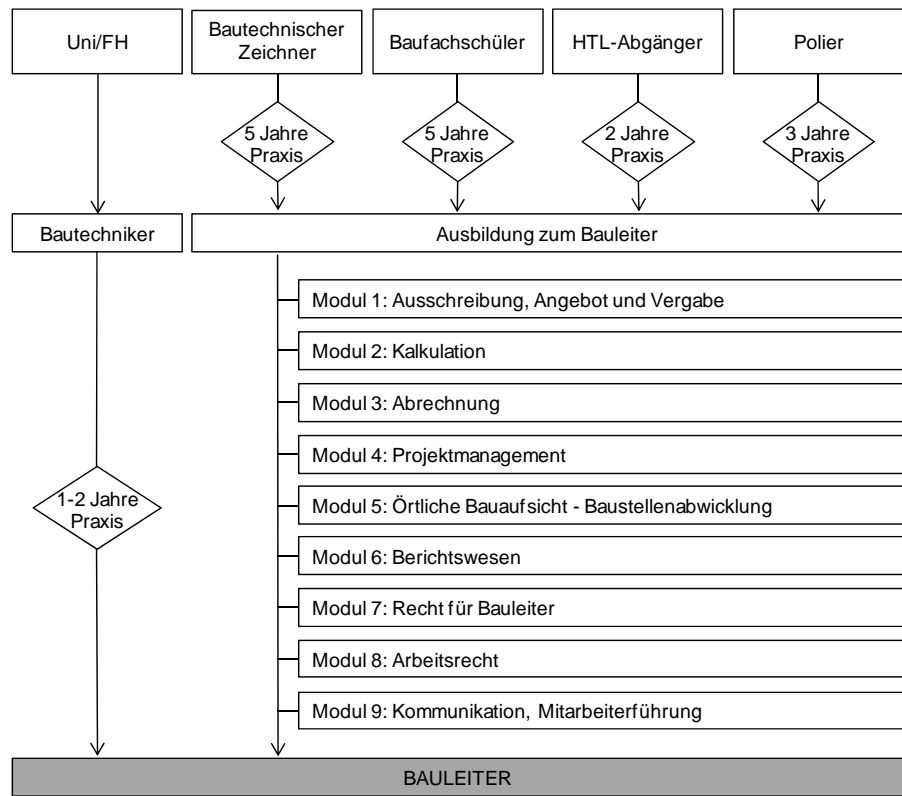 Uni/FH
Bautechnischer
Zeichner
Baufachschüler
HTL-Abgänger
Polier
5 Jahre
Praxis
5 Jahre
Praxis
2 Jahre
Praxis
3 Jahre
Praxis
Bautechniker
Ausbildung zum Bauleiter
Modul 1: Ausschreibung, Angebot und Vergabe
Modul 2: Kalkulation
Modul 3: Abrechnung
Modul 4: Projektmanagement
1-2 Jahre
Praxis
Modul 5: Örtliche Bauaufsicht - Baustellenabwicklung
Modul 6: Berichtswesen
Modul 7: Recht für Bauleiter
Modul 8: Arbeitsrecht
Modul 9: Kommunikation, Mitarbeiterführung
BAULEITER